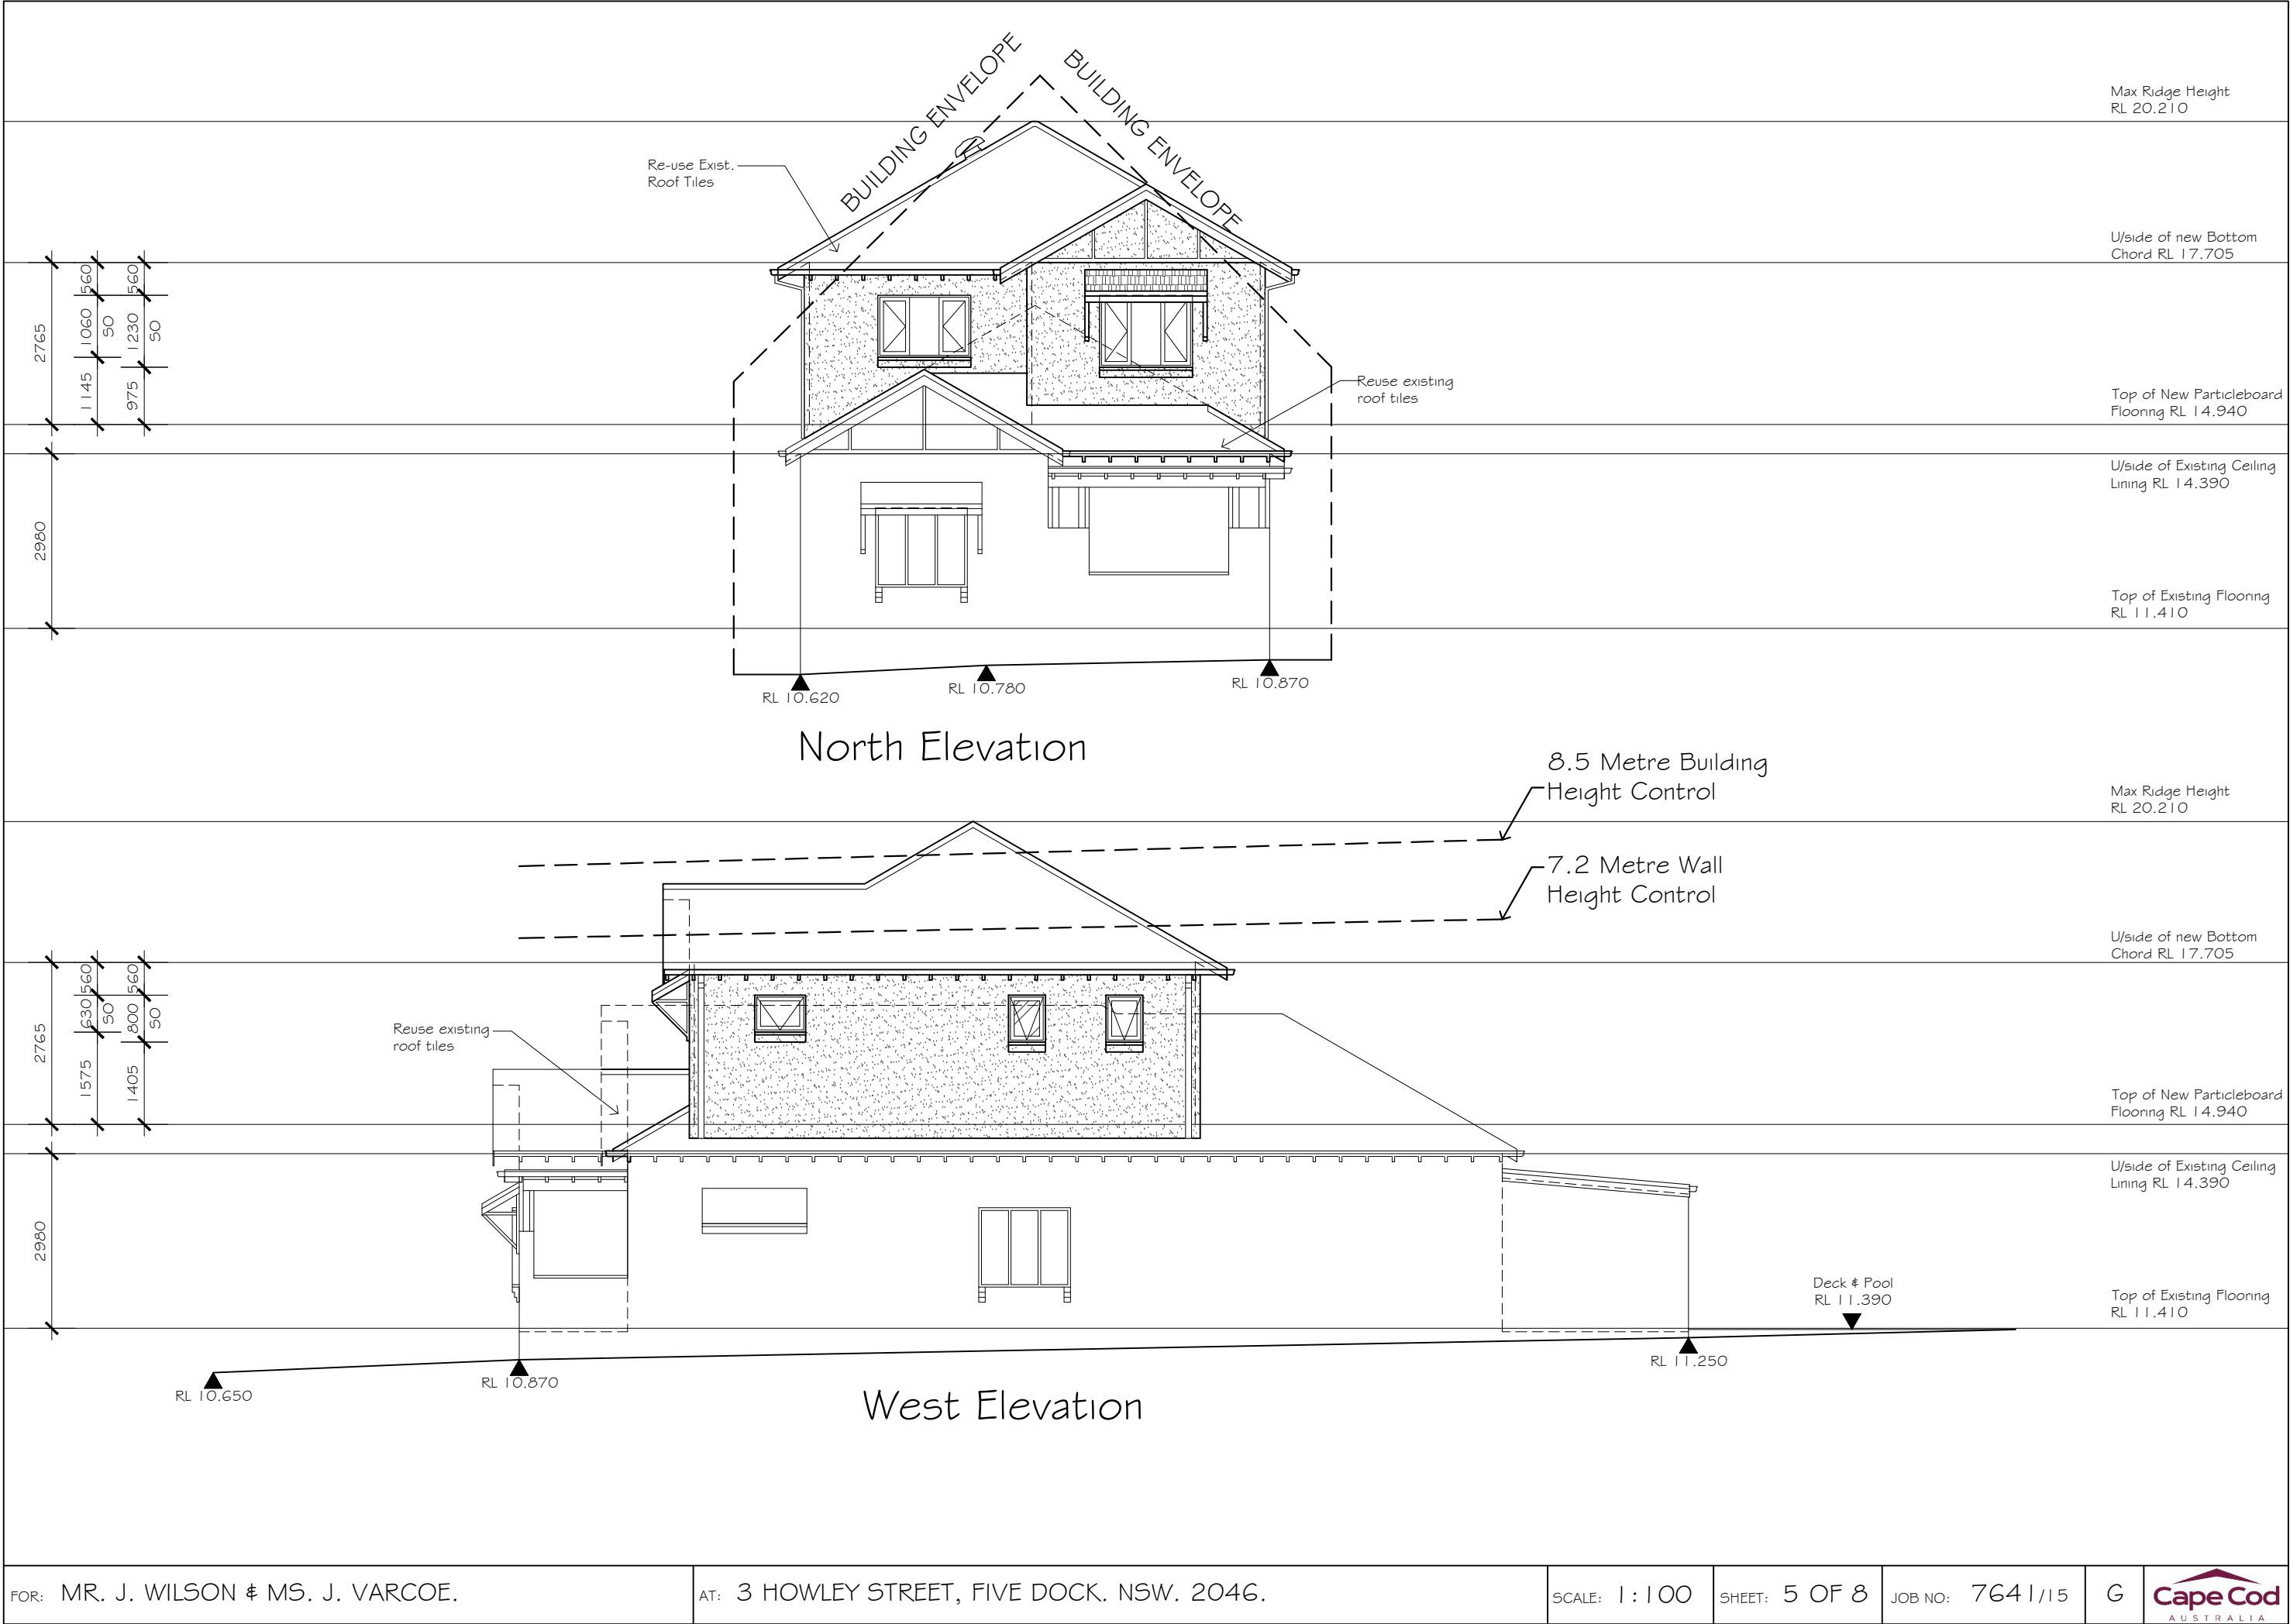 BUILDING ENVELOPE
BUILDING ENVELOPE
Max Ridge Height
RL 20.210
Re-use Exist.
Roof Tiles
U/side of new Bottom
Chord RL 17.705
560
560
2765
1060
SO
1230
SO
1145
975
Reuse existing
roof tiles
Top of New Particleboard
Flooring RL 14.940
U/side of Existing Ceiling
Lining RL 14.390
2980
Top of Existing Flooring
RL 11.410
RL 10.620
RL 10.780
RL 10.870
North Elevation
8.5 Metre Building
Height Control
Max Ridge Height
RL 20.210
7.2 Metre Wall
Height Control
U/side of new Bottom
Chord RL 17.705
560
560
2765
630
SO
800
SO
1575
1405
Reuse existing
roof tiles
Top of New Particleboard
Flooring RL 14.940
U/side of Existing Ceiling
Lining RL 14.390
2980
Deck & Pool
RL 11.390
Top of Existing Flooring
RL 11.410
RL 10.650
RL 10.870
RL 11.250
West Elevation
FOR: MR. J. WILSON & MS. J. VARCOE.
AT: 3 HOWLEY STREET, FIVE DOCK. NSW. 2046.
SCALE: 1:100
SHEET: 5 OF 8
JOB NO: 7641/15
G
Cape Cod
AUSTRALIA